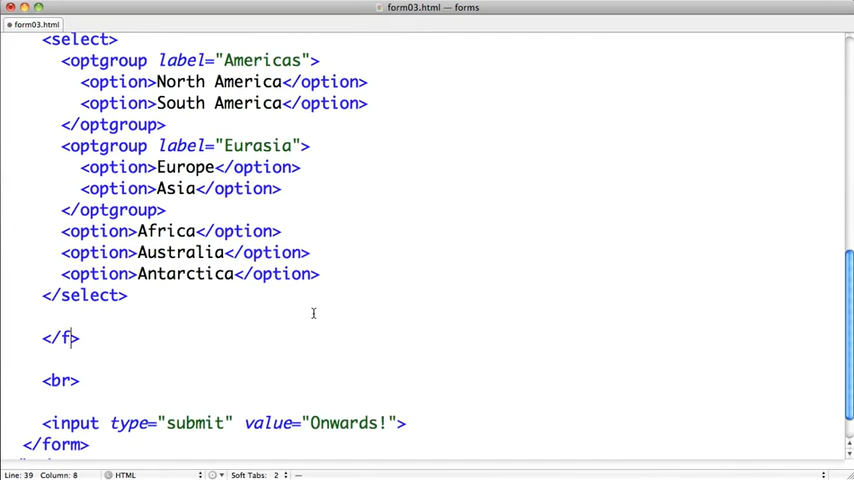 form03.html — forms
form03.html
<select>
<optgroup label="Americas">
<option>North America</option>
<option>South America</option>
</optgroup>
<optgroup label="Eurasia">
<option>Europe</option>
<option>Asia</option>
</optgroup>
<option>Africa</option>
<option>Australia</option>
<option>Antarctica</option>
</select>
</f>
<br>
<input type="submit" value="Onwards!">
</form>
Line: 39 Column: 8 HTML Soft Tabs: 2 —